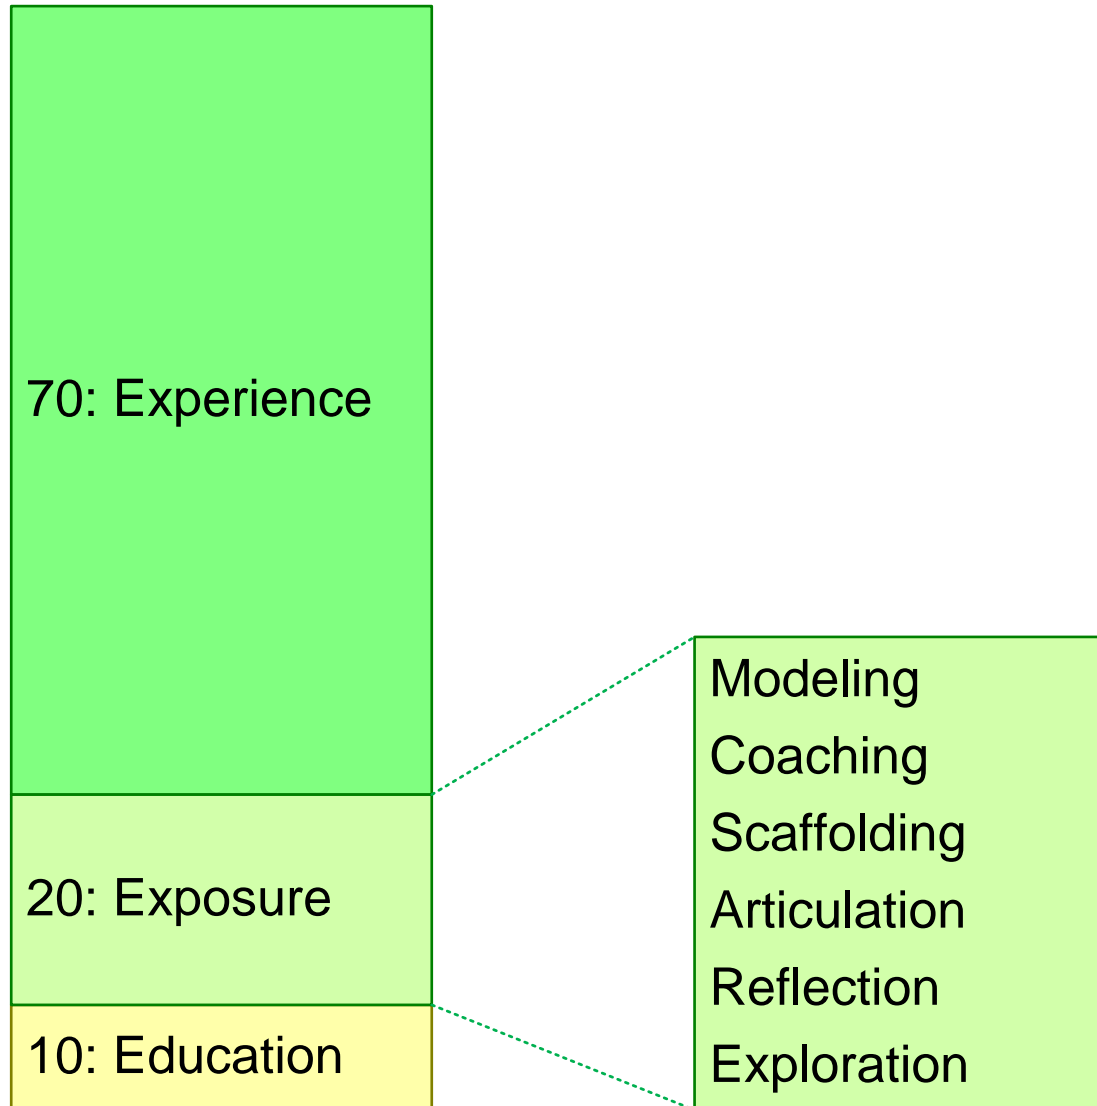 70: Experience
20: Exposure
10: Education
Modeling
Coaching
Scaffolding
Articulation
Reflection
Exploration